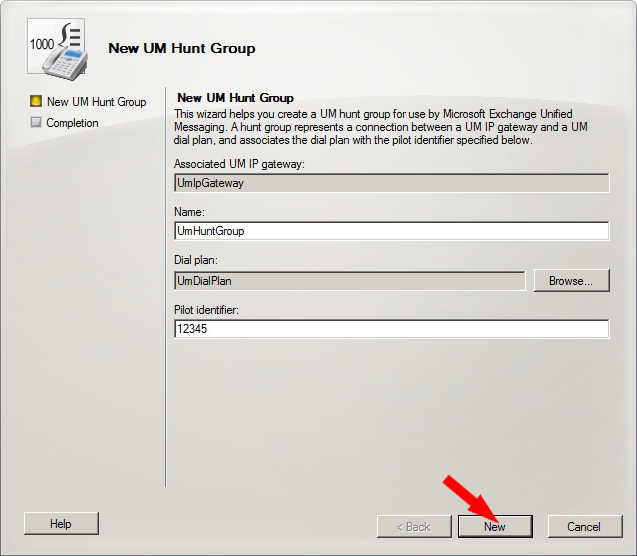 1000
New UM Hunt Group
New UM Hunt Group
Completion
New UM Hunt Group
This wizard helps you create a UM hunt group for use by Microsoft Exchange Unified
Messaging. A hunt group represents a connection between a UM IP gateway and a UM
dial plan, and associates the dial plan with the pilot identifier specified below.
Associated UM IP gateway:
UmIpGateway
Name:
UmHuntGroup
Dial plan:
UmDialPlan
Browse...
Pilot identifier:
12345
Help
< Back
New
Cancel